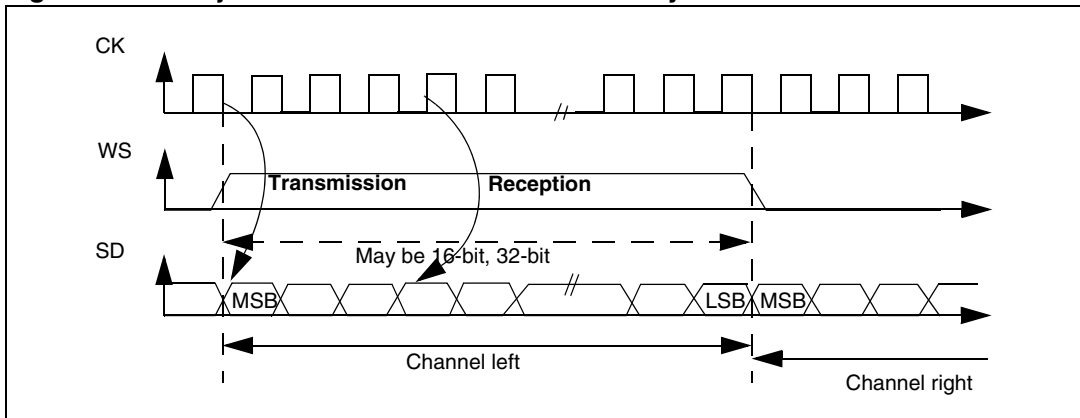 CK
WS
Transmission
Reception
SD
May be 16-bit, 32-bit
MSB
LSB
MSB
Channel left
Channel right